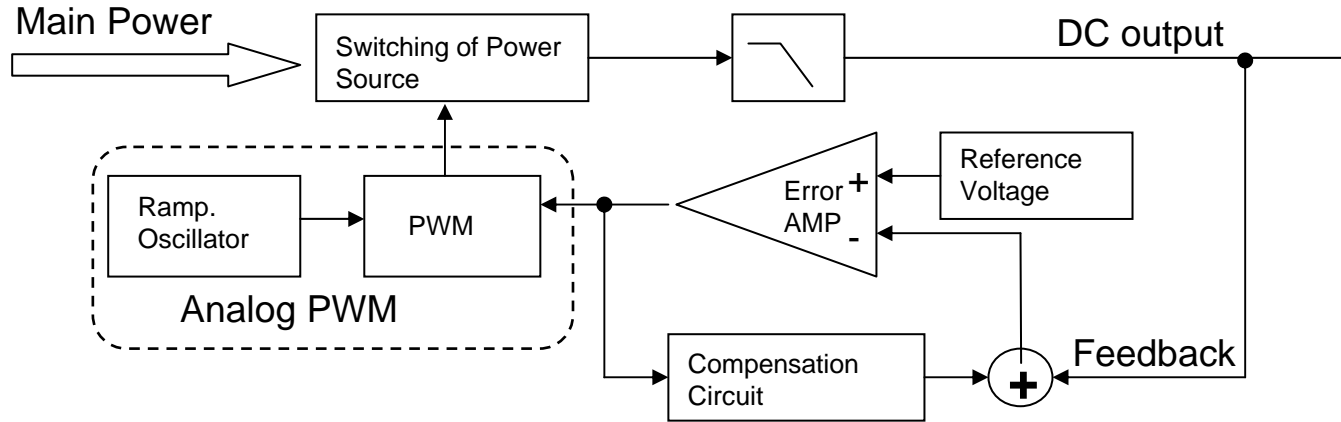 Main Power
Switching of Power
Source
DC output
Reference
Voltage
Error
AMP
+
-
Ramp.
Oscillator
PWM
Analog PWM
Compensation
Circuit
+
Feedback